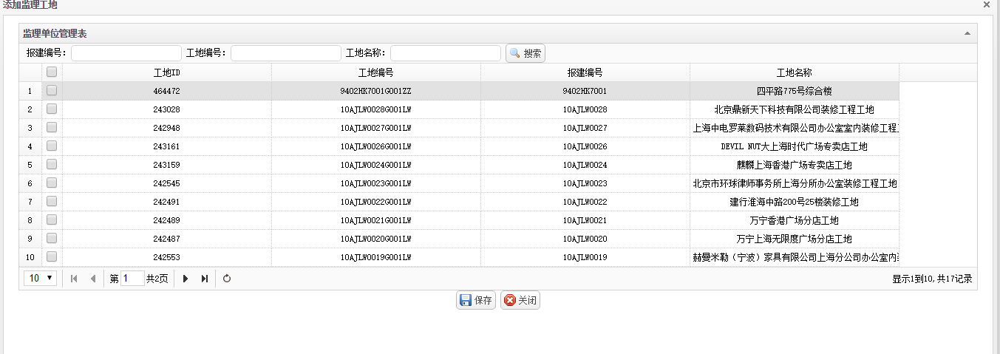 添加监理工地
监理单位管理表
报建编号: 工地编号: 工地名称: 搜索
工地ID 工地编号 报建编号 工地名称
1 464472 9402HK7001G001ZZ 9402HK7001 四平路775号综合楼
2 243028 10AJLW0028G001LW 10AJLW0028 北京鼎新天下科技有限公司装修工程工地
3 242948 10AJLW0027G001LW 10AJLW0027 上海中电罗莱数码技术有限公司办公室室内装修工程
4 243161 10AJLW0026G001LW 10AJLW0026 DEVIL NUT大上海时代广场专卖店工地
5 243159 10AJLW0024G001LW 10AJLW0024 麒麟上海香港广场专卖店工地
6 242545 10AJLW0023G001LW 10AJLW0023 北京市环球律师事务所上海分所办公室装修工程工地
7 242491 10AJLW0022G001LW 10AJLW0022 建行淮海中路200号25楼装修工地
8 242489 10AJLW0021G001LW 10AJLW0021 万宁香港广场分店工地
9 242487 10AJLW0020G001LW 10AJLW0020 万宁上海无限度广场分店工地
10 242553 10AJLW0019G001LW 10AJLW0019 赫曼米勒（宁波）家具有限公司上海分公司办公室内
10 第 1 共2页 显示1到10,共17记录
保存 关闭